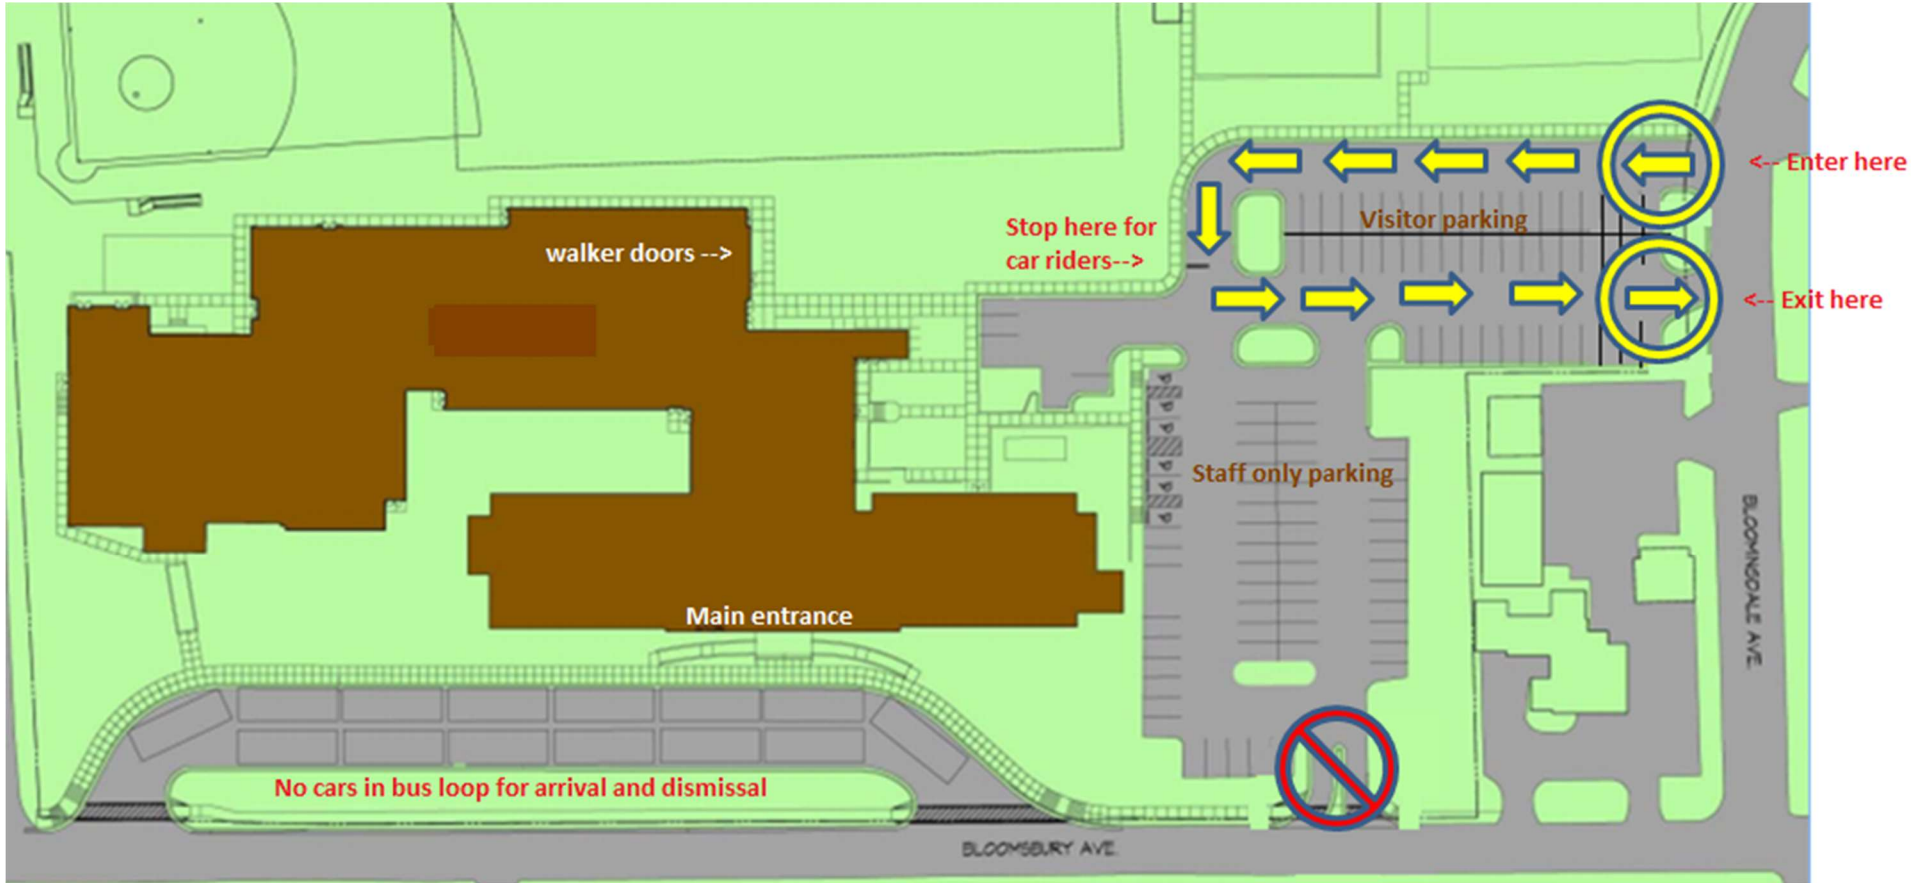 <-- Enter here
Visitor parking
Stop here for
car riders-->
walker doors -->
<-- Exit here
Staff only parking
BLOOMNSDALE AVE.
Main entrance
No cars in bus loop for arrival and dismissal
BLOOMSBURY AVE.